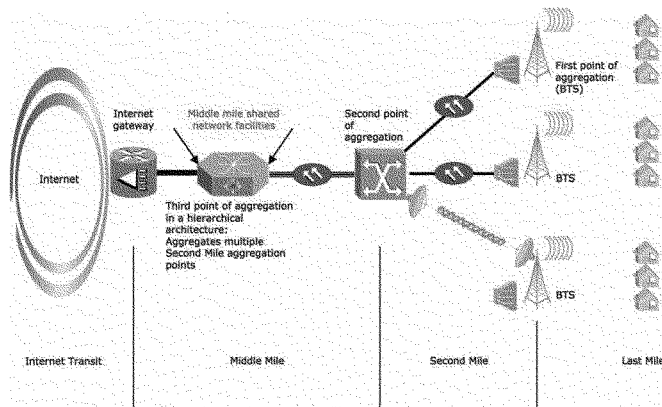 First point of
aggregation
(BTS)
Internet
gateway
Middle mile shared
network facilities
Second point
of
aggregation
Internet
BTS
Third point of aggregation
in a hierarchical
architecture:
Aggregates multiple
Second Mile aggregation
points
BTS
Internet Transit
Middle Mile
Second Mile
Last Mile